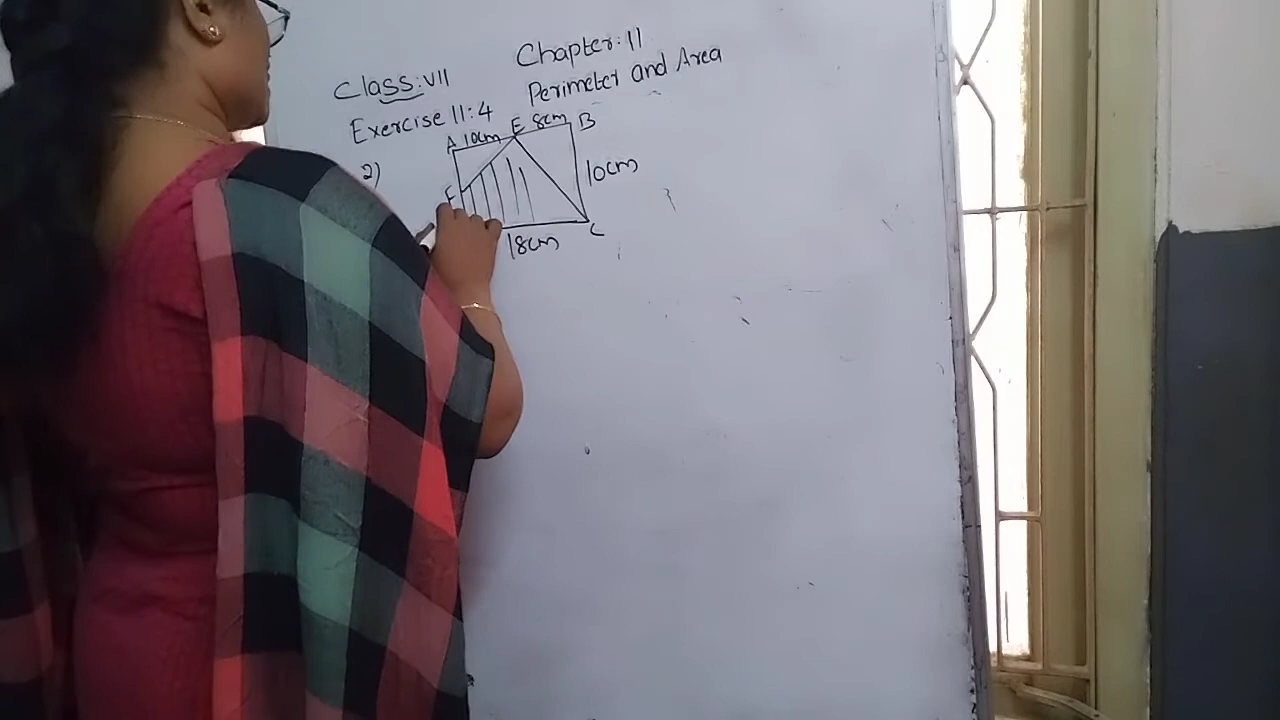 Chapter: 11
Class: VII
Perimeter and Area
Exercise 11:4
2)
A 10cm E 8cm B
10cm
F
18cm
C